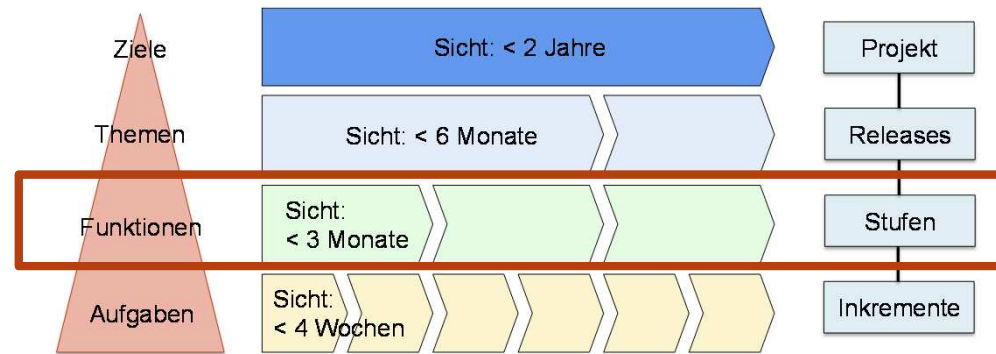 Ziele
Sicht: < 2 Jahre
Projekt
Themen
Sicht: < 6 Monate
Releases
Funktionen
Sicht:
< 3 Monate
Stufen
Aufgaben
Sicht:
< 4 Wochen
Inkremente